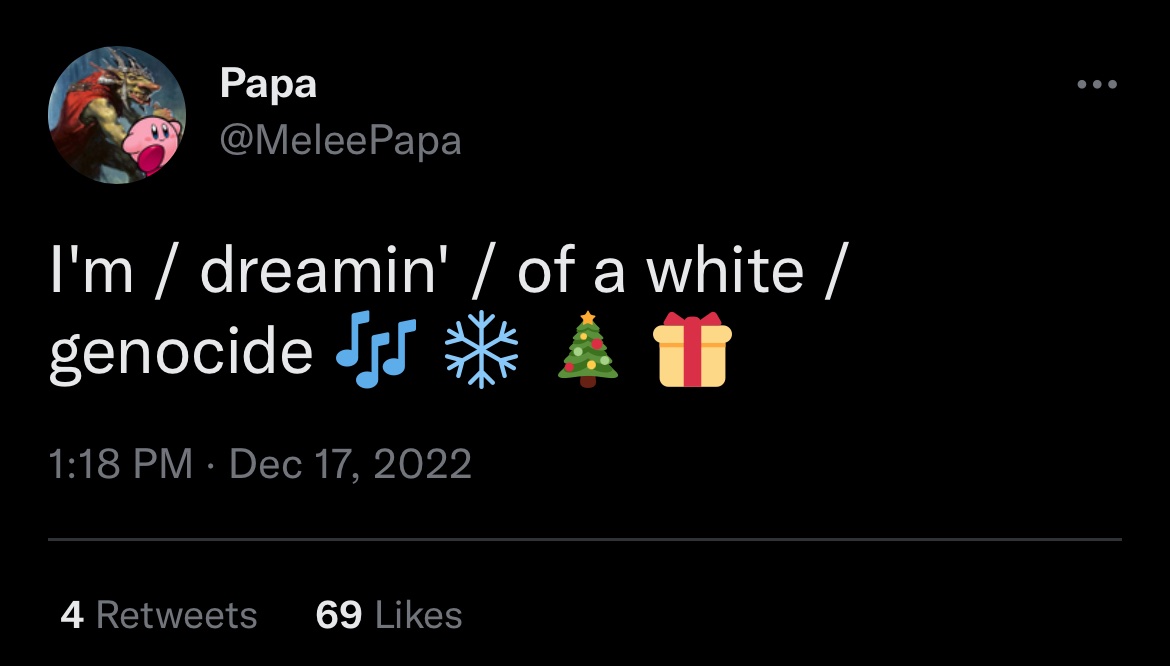 Papa
@MeleePapa
I'm / dreamin' / of a white /
genocide 🎶 ❄️ 🎄 🎁
1:18 PM · Dec 17, 2022
4 Retweets 69 Likes